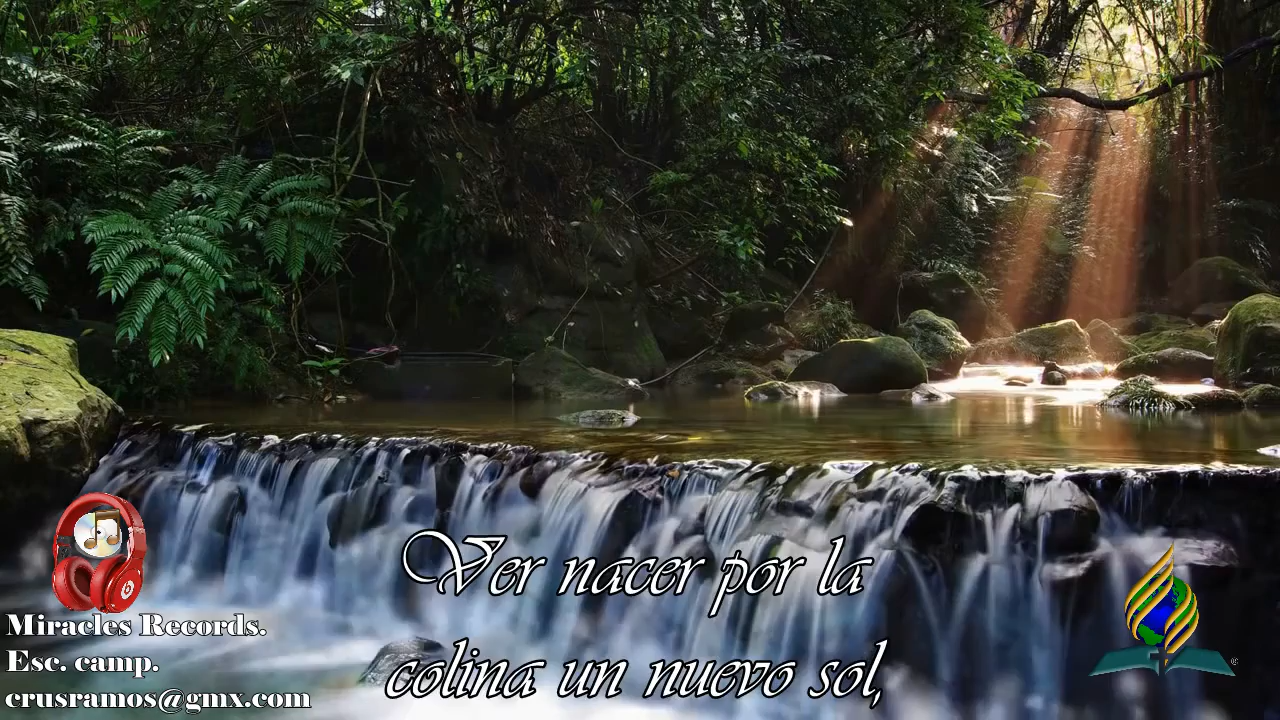 Ver nacer por la
colina un nuevo sol,
Miracles Records.
Esc. camp.
crusramos@gmx.com
®